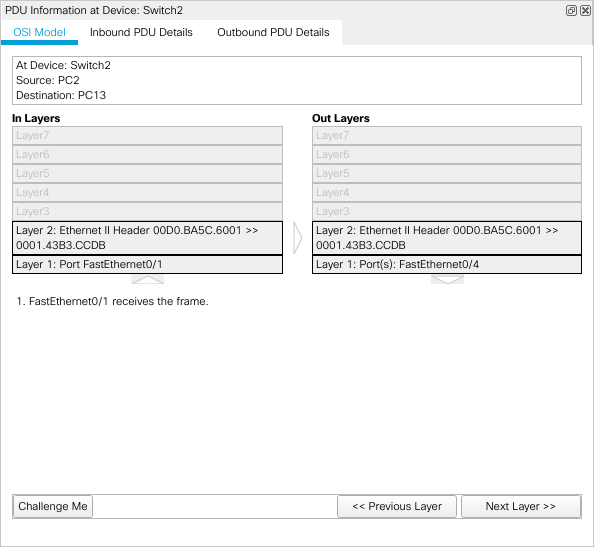 PDU Information at Device: Switch2
OSI Model
Inbound PDU Details
Outbound PDU Details
At Device: Switch2
Source: PC2
Destination: PC13
In Layers
Layer7
Layer6
Layer5
Layer4
Layer3
Layer 2: Ethernet II Header 00D0.BA5C.6001 >>
0001.43B3.CCDB
Layer 1: Port FastEthernet0/1
Out Layers
Layer7
Layer6
Layer5
Layer4
Layer3
Layer 2: Ethernet II Header 00D0.BA5C.6001 >>
0001.43B3.CCDB
Layer 1: Port(s): FastEthernet0/4
1. FastEthernet0/1 receives the frame.
Challenge Me
<< Previous Layer
Next Layer >>